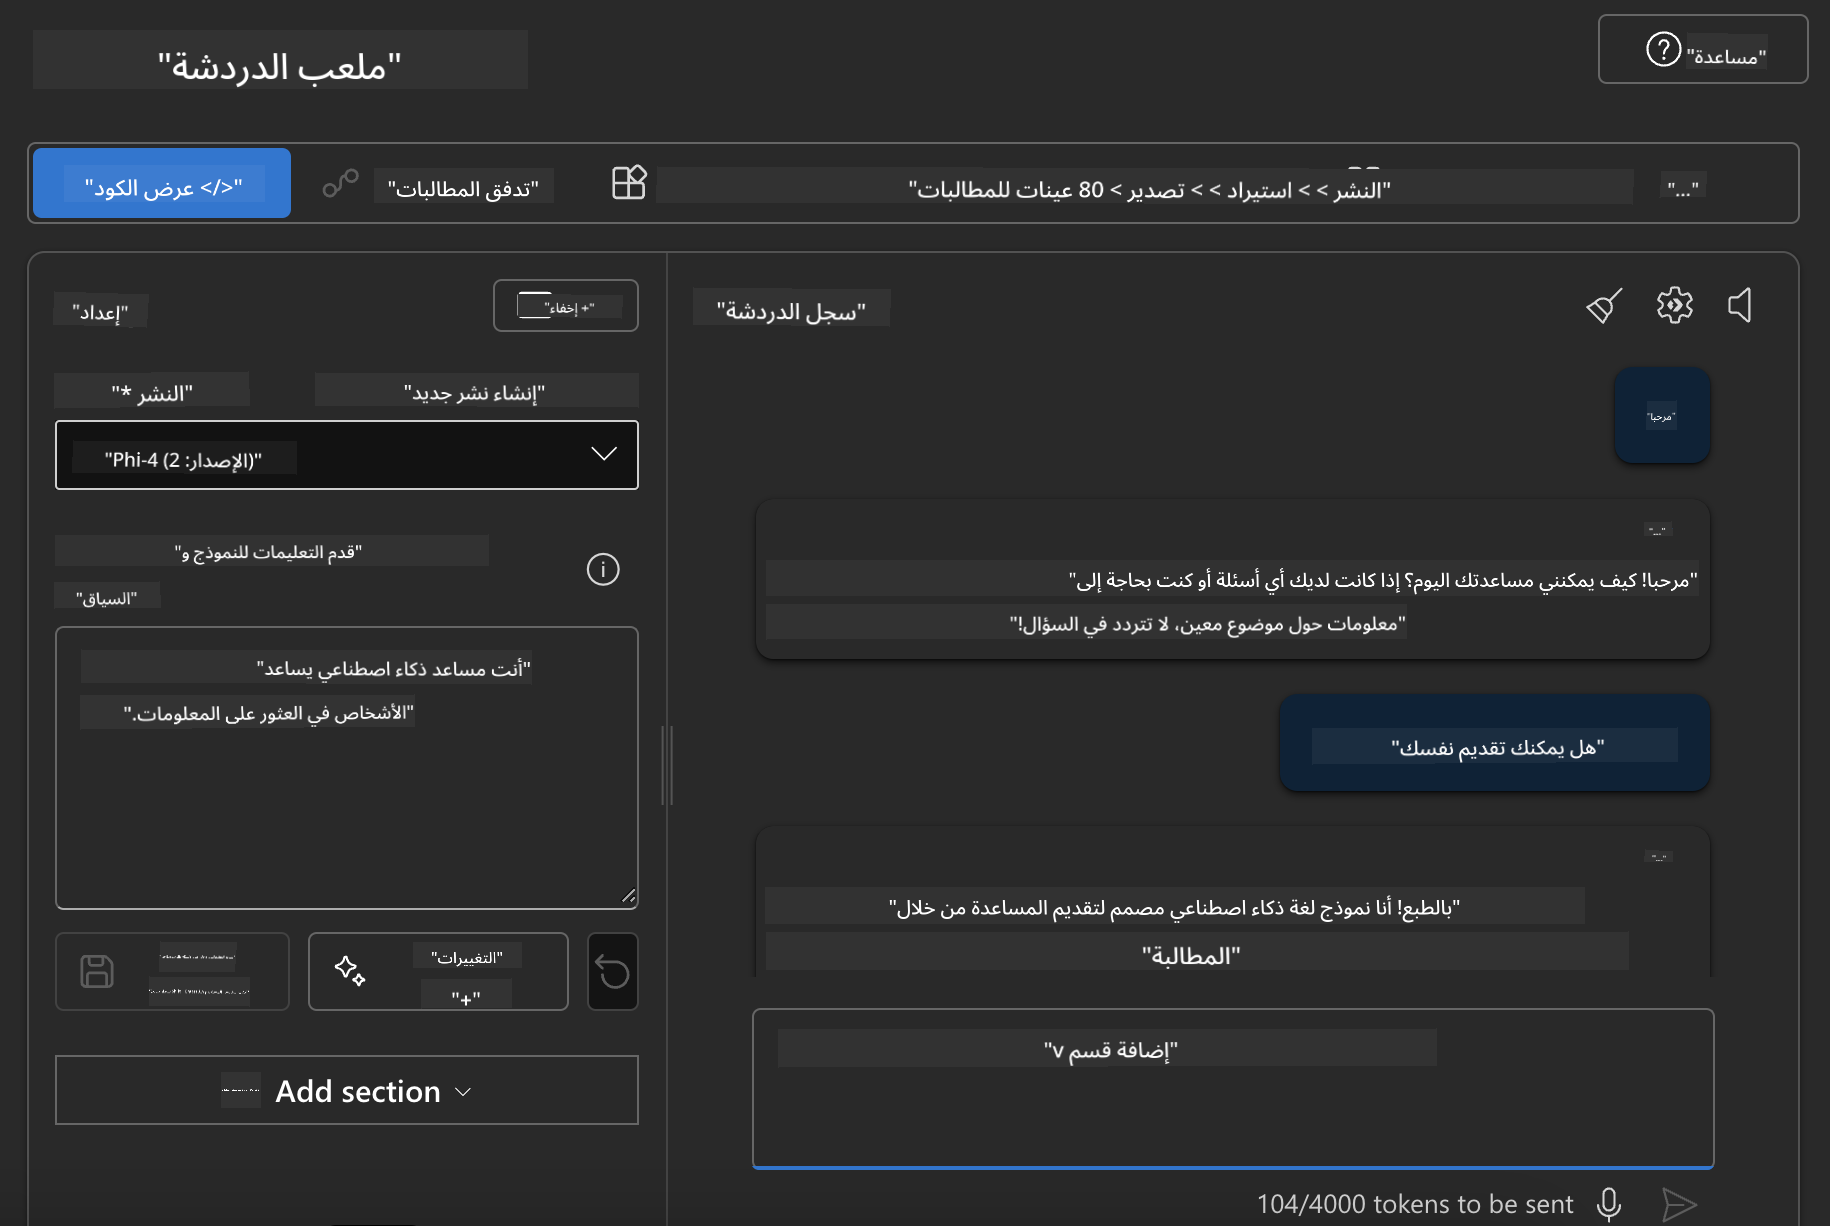 "ملعب الدردشة"
"مساعدة"
"</> عرض الكود"
"تدفق المطالبات"
"النشر > > استيراد > > تصدير > 80 عينات للمطالبات"
"..."
"إعداد"
"+ إخفاء"
"النشر *"
"إنشاء نشر جديد"
"Phi-4 (الإصدار: 2)"
"قدم التعليمات للنموذج و"
"السياق"
"أنت مساعد ذكاء اصطناعي يساعد"
"الأشخاص في العثور على المعلومات."
"التغييرات"
"+"
Add section
"سجل الدردشة"
"مرحبا"
"..."
"مرحبا! كيف يمكنني مساعدتك اليوم؟ إذا كانت لديك أي أسئلة أو كنت بحاجة إلى"
"معلومات حول موضوع معين، لا تتردد في السؤال!"
"هل يمكنك تقديم نفسك"
"..."
"بالطبع! أنا نموذج لغة ذكاء اصطناعي مصمم لتقديم المساعدة من خلال"
"المطالبة"
"إضافة قسم v"
104/4000 tokens to be sent